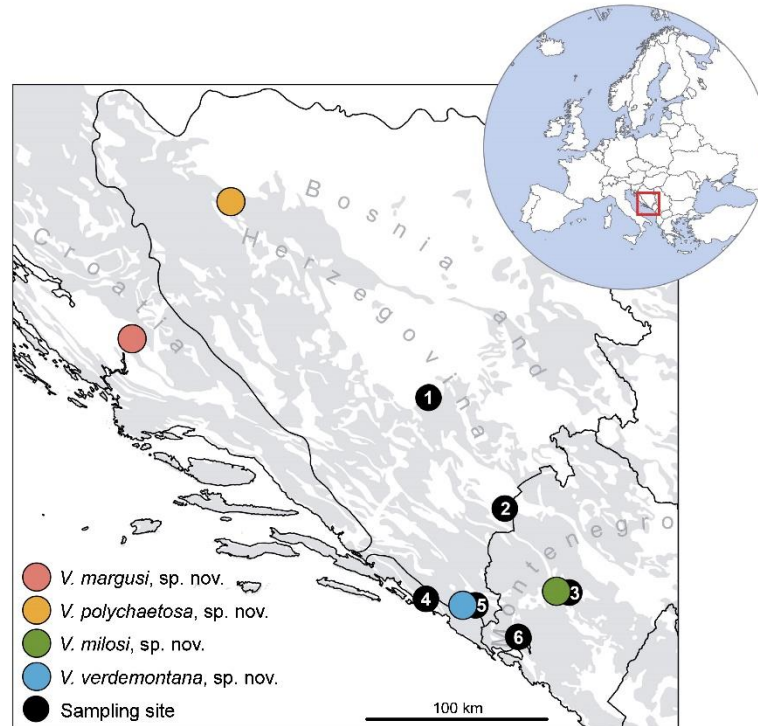 Bosnia and
Herzegovina
Croatia
Montenegro
1
2
3
4
5
6
V. margusi, sp. nov.
V. polychaetosa, sp. nov.
V. milosi, sp. nov.
V. verdemontana, sp. nov.
Sampling site
100 km